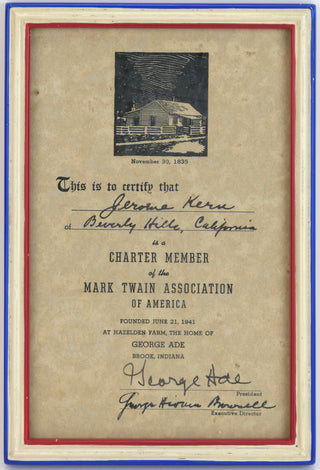 November 30, 1835
This is to certify that
Jerome Kern
of Beverly Hills, California
is a
CHARTER MEMBER
of the
MARK TWAIN ASSOCIATION
OF AMERICA
FOUNDED JUNE 21, 1941
AT HAZELDEN FARM, THE HOME OF
GEORGE ADE
BROOK, INDIANA
George Ade
President
George Hiram Brownell
Executive Director